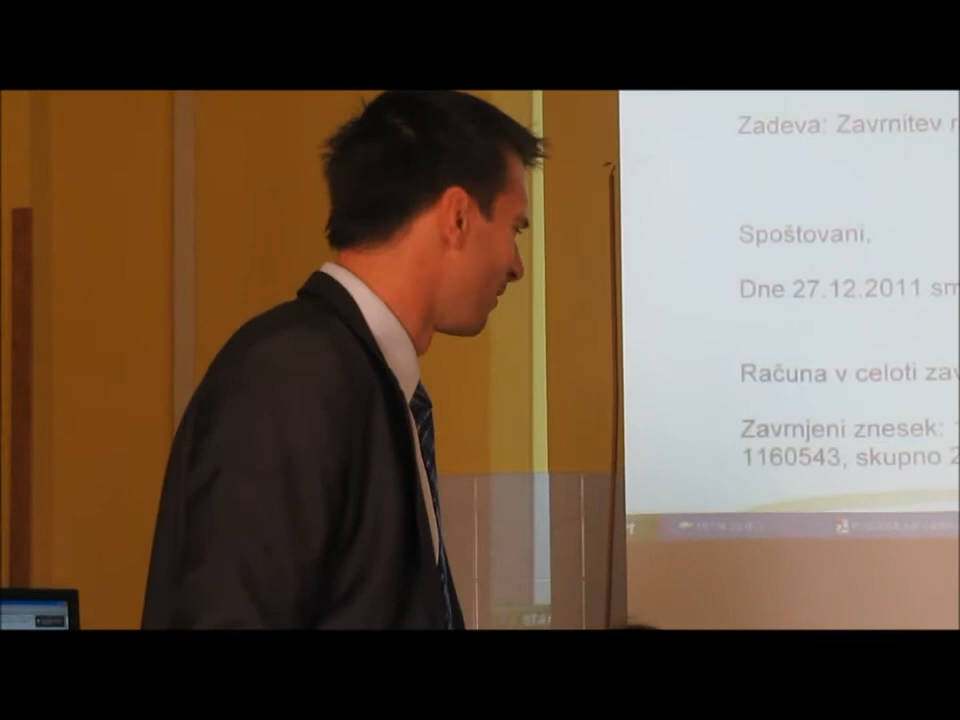 Zadeva: Zavrnitev
Spoštovani,
Dne 27.12.2011
Računa v celoti
Zavrnjeni znesek:
1160543, skupno